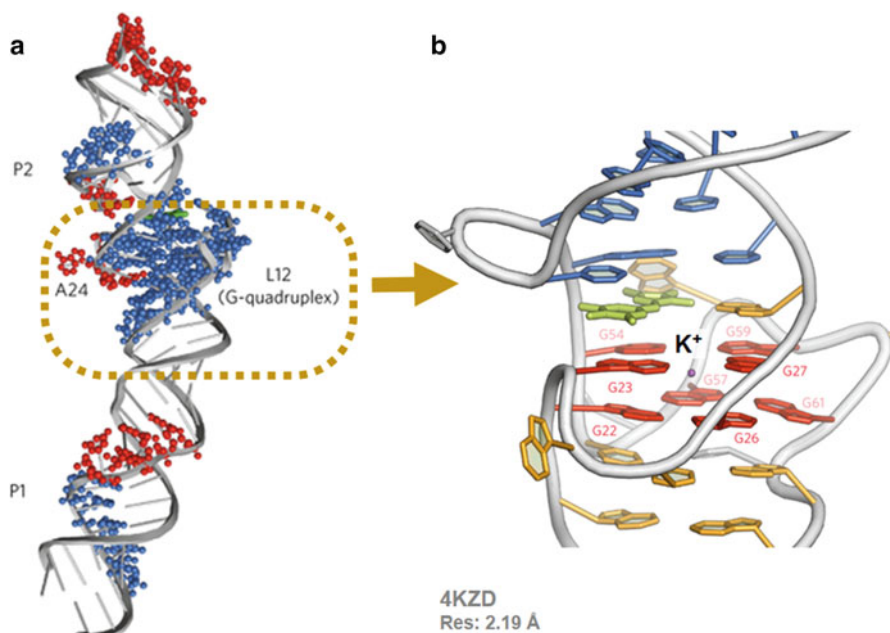 a
b
P2
A24
L12
(G-quadruplex)
P1
K+
G54
G59
G57
G27
G23
G61
G22
G26
4KZD
Res: 2.19 Å